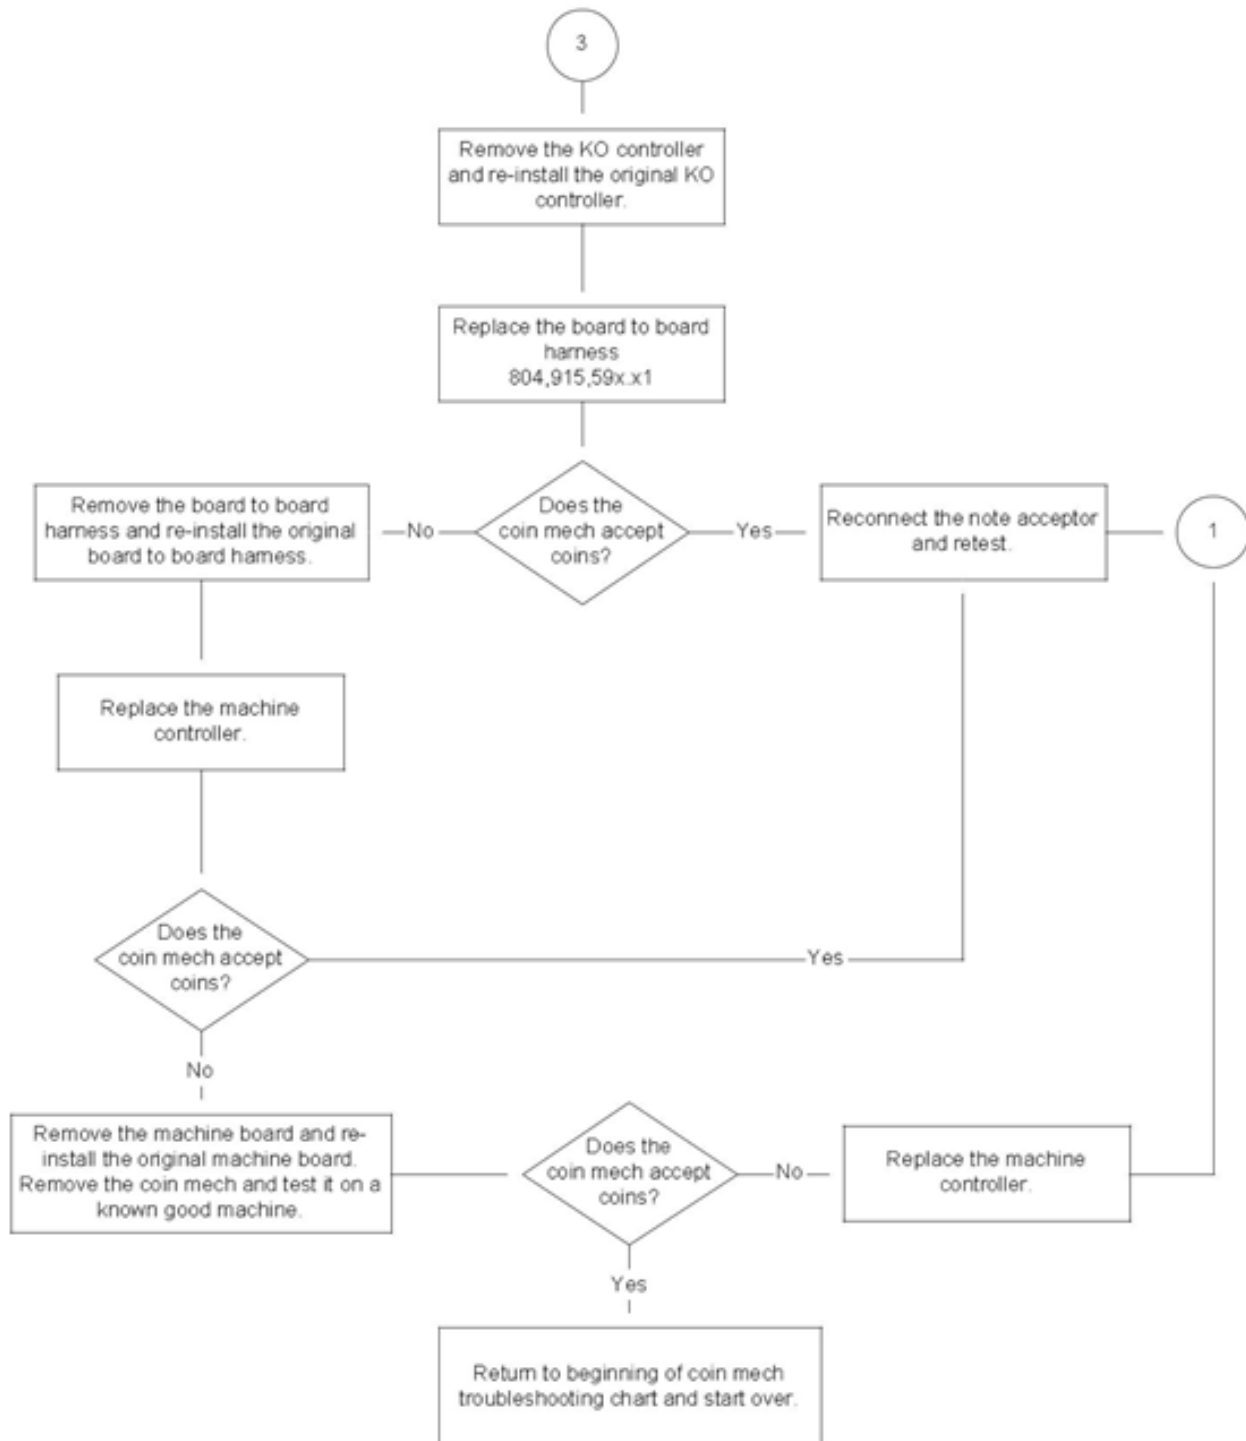 3
Remove the KO controller
and re-install the original KO
controller.
Replace the board to board
harness
804,915,59x.x1
Remove the board to board
harness and re-install the original
board to board harness.
No
Does the
coin mech accept
coins?
Yes
Reconnect the note acceptor
and retest.
1
Replace the machine
controller.
Does the
coin mech accept
coins?
Yes
No
Remove the machine board and re-
install the original machine board.
Remove the coin mech and test it on a
known good machine.
Does the
coin mech accept
coins?
No
Replace the machine
controller.
Yes
Return to beginning of coin mech
troubleshooting chart and start over.